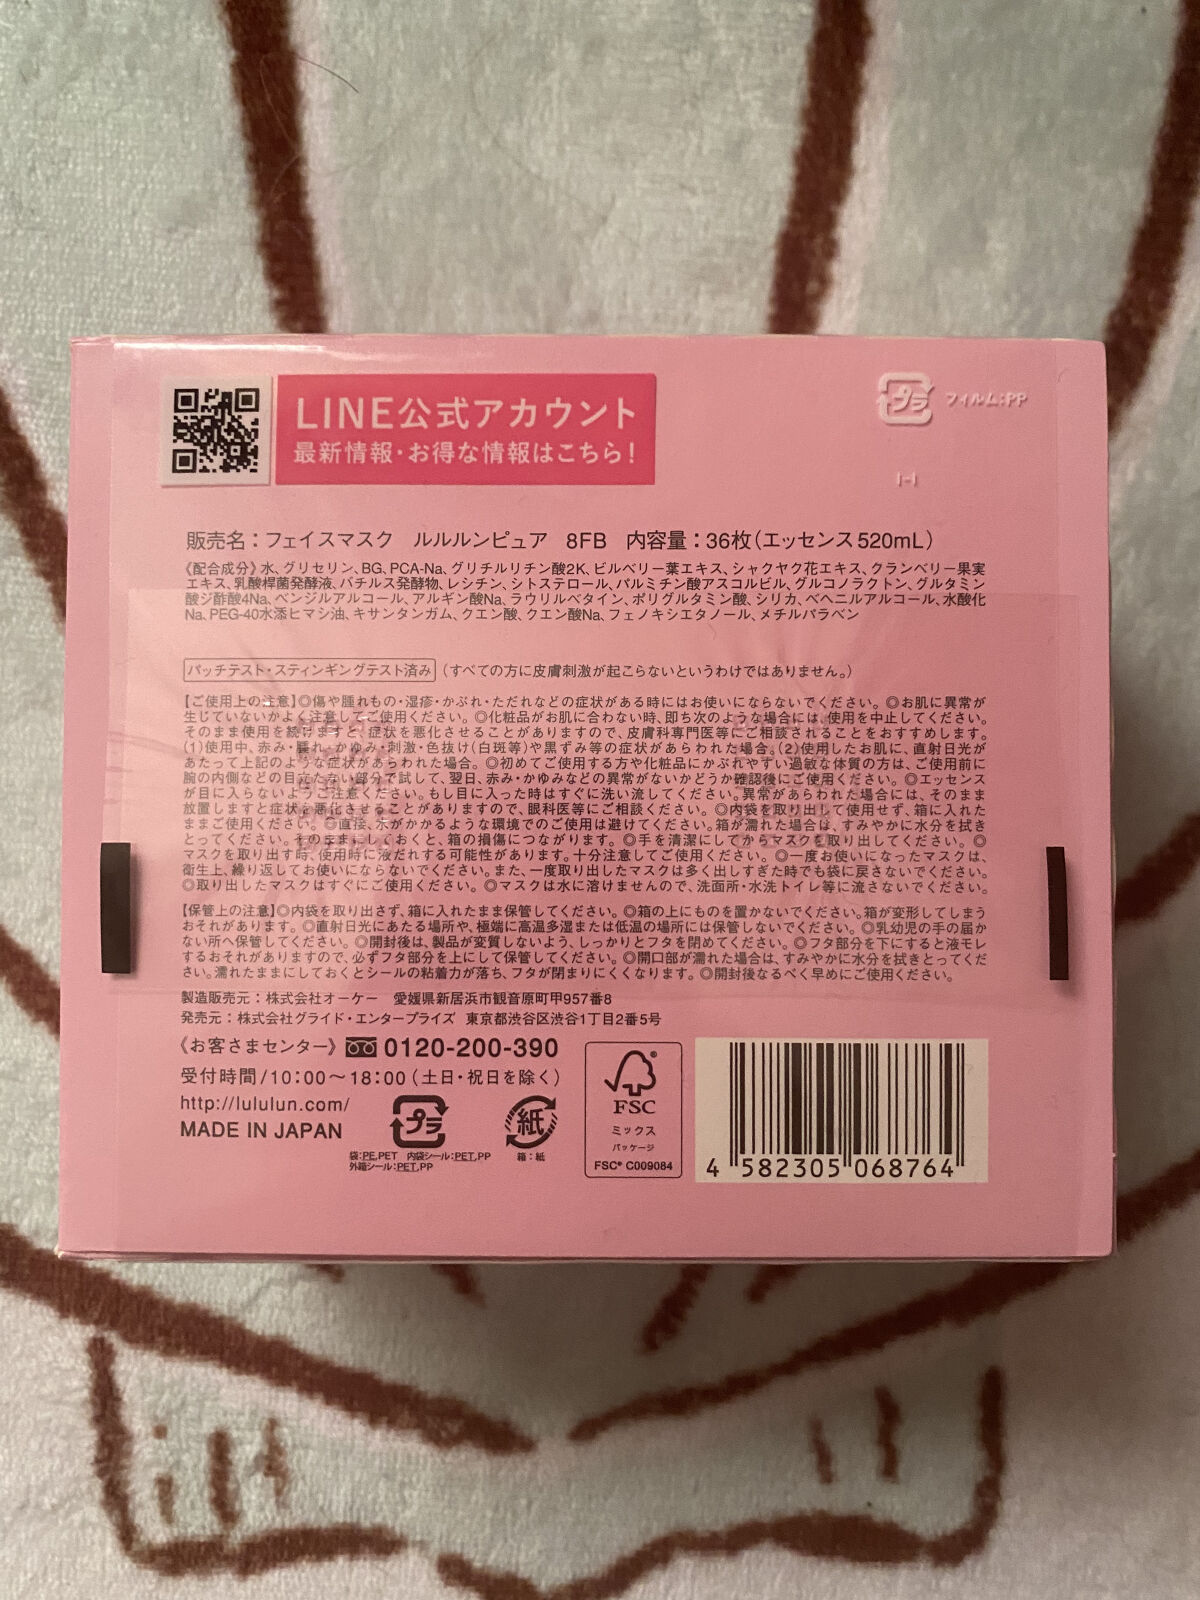 LINE公式アカウント
最新情報・お得な情報はこちら!
プラ フィルム:PP
販売名:フェイスマスク ルルルンピュア 8FB 内容量:36枚(エッセンス520mL)
《配合成分》水、グリセリン、BG、PCA-Na、グリチルリチン酸2K、ビルベリー葉エキス、シャクヤク花エキス、クランベリー果実
エキス、乳酸桿菌発酵液、バチルス発酵物、レシチン、シトステロール、パルミチン酸アスコルビル、グルコノラクトン、グルタミン
酸ジ酢酸4Na、ベンジルアルコール、アルギン酸Na、ラウリルベタイン、ポリグルタミン酸、シリカ、ベヘニルアルコール、水酸化
Na、PEG-40水添ヒマシ油、キサンタンガム、クエン酸、クエン酸Na、フェノキシエタノール、メチルパラベン
パッチテスト・スティンギングテスト済み (すべての方に皮膚刺激が起こらないというわけではありません。)
【ご使用上の注意】◎傷や腫れもの・湿疹・かぶれ・ただれなどの症状がある時にはお使いにならないでください。◎お肌に異常が
生じていないかよく注意してご使用ください。◎化粧品がお肌に合わない時、即ち次のような場合には、使用を中止してください。
そのまま使用を続けますと、症状を悪化させることがありますので、皮膚科専門医等にご相談されることをおすすめします。
(1)使用中、赤み・腫れ・かゆみ・刺激・色抜け(白斑等)や黒ずみ等の症状があらわれた場合。(2)使用したお肌に、直射日光が
あたって上記のような症状があらわれた場合。◎初めてご使用する方や化粧品にかぶれやすい過敏な体質の方は、ご使用前に
腕の内側などの目立たない部分で試して、翌日、赤み・かゆみなどの異常がないかどうか確認後にご使用ください。◎エッセンス
が目に入らないようご注意ください。もし目に入った時はすぐに洗い流してください。異常があらわれた場合には、そのまま
放置しますと症状を悪化させることがありますので、眼科医等にご相談ください。◎内袋を取り出して使用せず、箱に入れた
ままご使用ください。◎直接、水がかかるような環境でのご使用は避けてください。箱が濡れた場合は、すみやかに水分を拭き
とってください。そのままにしておくと、箱の損傷につながります。◎手を清潔にしてからマスクを取り出してください。◎
マスクを取り出す時、使用時に液だれする可能性があります。十分注意してご使用ください。◎一度お使いになったマスクは、
衛生上、繰り返してお使いにならないでください。また、一度取り出したマスクは多く出しすぎた時でも袋に戻さないでください。
◎取り出したマスクはすぐにご使用ください。◎マスクは水に溶けませんので、洗面所・水洗トイレ等に流さないでください。
【保管上の注意】◎内袋を取り出さず、箱に入れたまま保管してください。◎箱の上にものを置かないでください。箱が変形してしまう
おそれがあります。◎直射日光にあたる場所や、極端に高温多湿または低温の場所には保管しないでください。◎乳幼児の手の届か
ない所へ保管してください。◎開封後は、製品が変質しないよう、しっかりとフタを閉めてください。◎フタ部分を下にすると液モレ
するおそれがありますので、必ずフタ部分を上にして保管してください。◎開口部が濡れた場合は、すみやかに水分を拭きとってくだ
さい。濡れたままにしておくとシールの粘着力が落ち、フタが閉まりにくくなります。◎開封後なるべく早めにご使用ください。
製造販売元:株式会社オーケー 愛媛県新居浜市観音原町甲957番8
発売元:株式会社グライド・エンタープライズ 東京都渋谷区渋谷1丁目2番5号
《お客さまセンター》 0120-200-390
受付時間/10:00～18:00(土日・祝日を除く)
http://lululun.com/
MADE IN JAPAN
プラ
袋:PE,PET 内袋シール:PET,PP
外箱シール:PET,PP
紙
箱:紙
FSC
ミックス
パッケージ
FSC® C009084
4 582305 068764